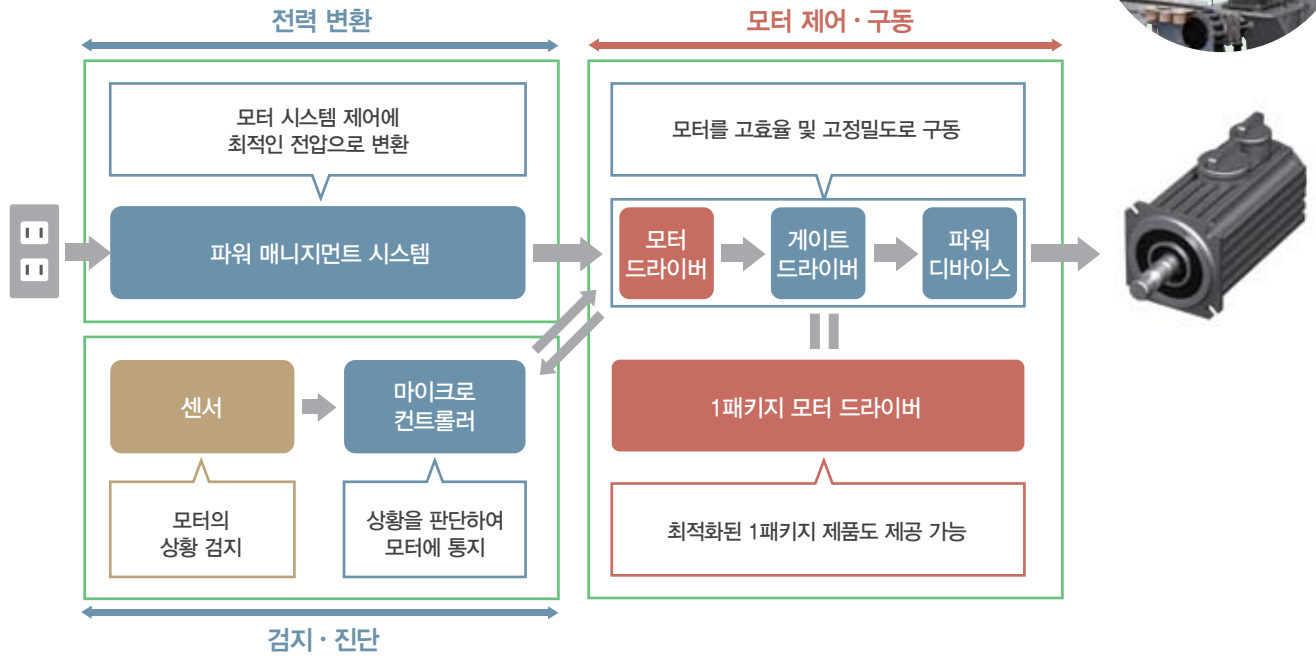 전력 변환
모터 제어 · 구동
모터 시스템 제어에
최적인 전압으로 변환
모터를 고효율 및 고정밀도로 구동
파워 매니지먼트 시스템
모터
드라이버
게이트
드라이버
파워
디바이스
센서
마이크로
컨트롤러
1패키지 모터 드라이버
모터의
상황 검지
상황을 판단하여
모터에 통지
최적화된 1패키지 제품도 제공 가능
검지 · 진단